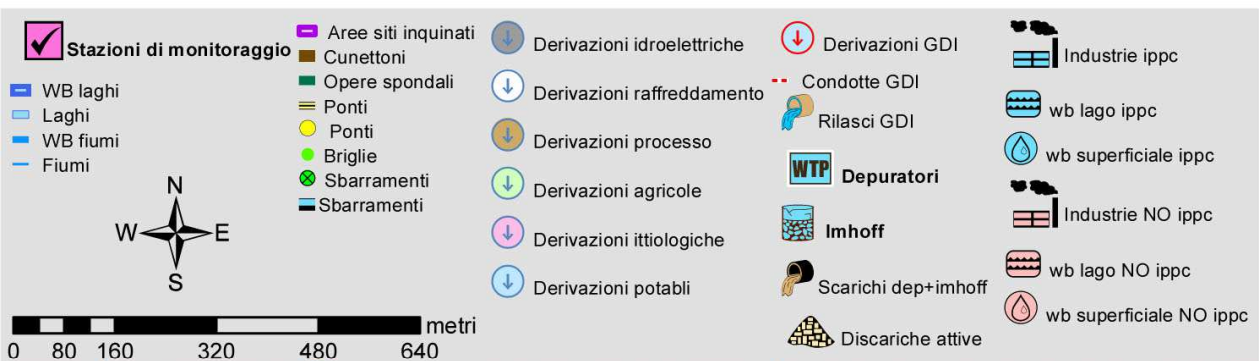 Stazioni di monitoraggio
WB laghi
Laghi
WB fiumi
Fiumi
N
W E
S
metri
0 80 160 320 480 640
Aree siti inquinati
Cunettoni
Opere spondali
Ponti
Ponti
Briglie
Sbarramenti
Sbarramenti
Derivazioni idroelettriche
Derivazioni raffreddamento
Derivazioni processo
Derivazioni agricole
Derivazioni ittiologiche
Derivazioni potabli
Derivazioni GDI
Condotte GDI
Rilasci GDI
WTP Depuratori
Imhoff
Scarichi dep+imhoff
Discariche attive
Industrie ippc
wb lago ippc
wb superficiale ippc
Industrie NO ippc
wb lago NO ippc
wb superficiale NO ippc